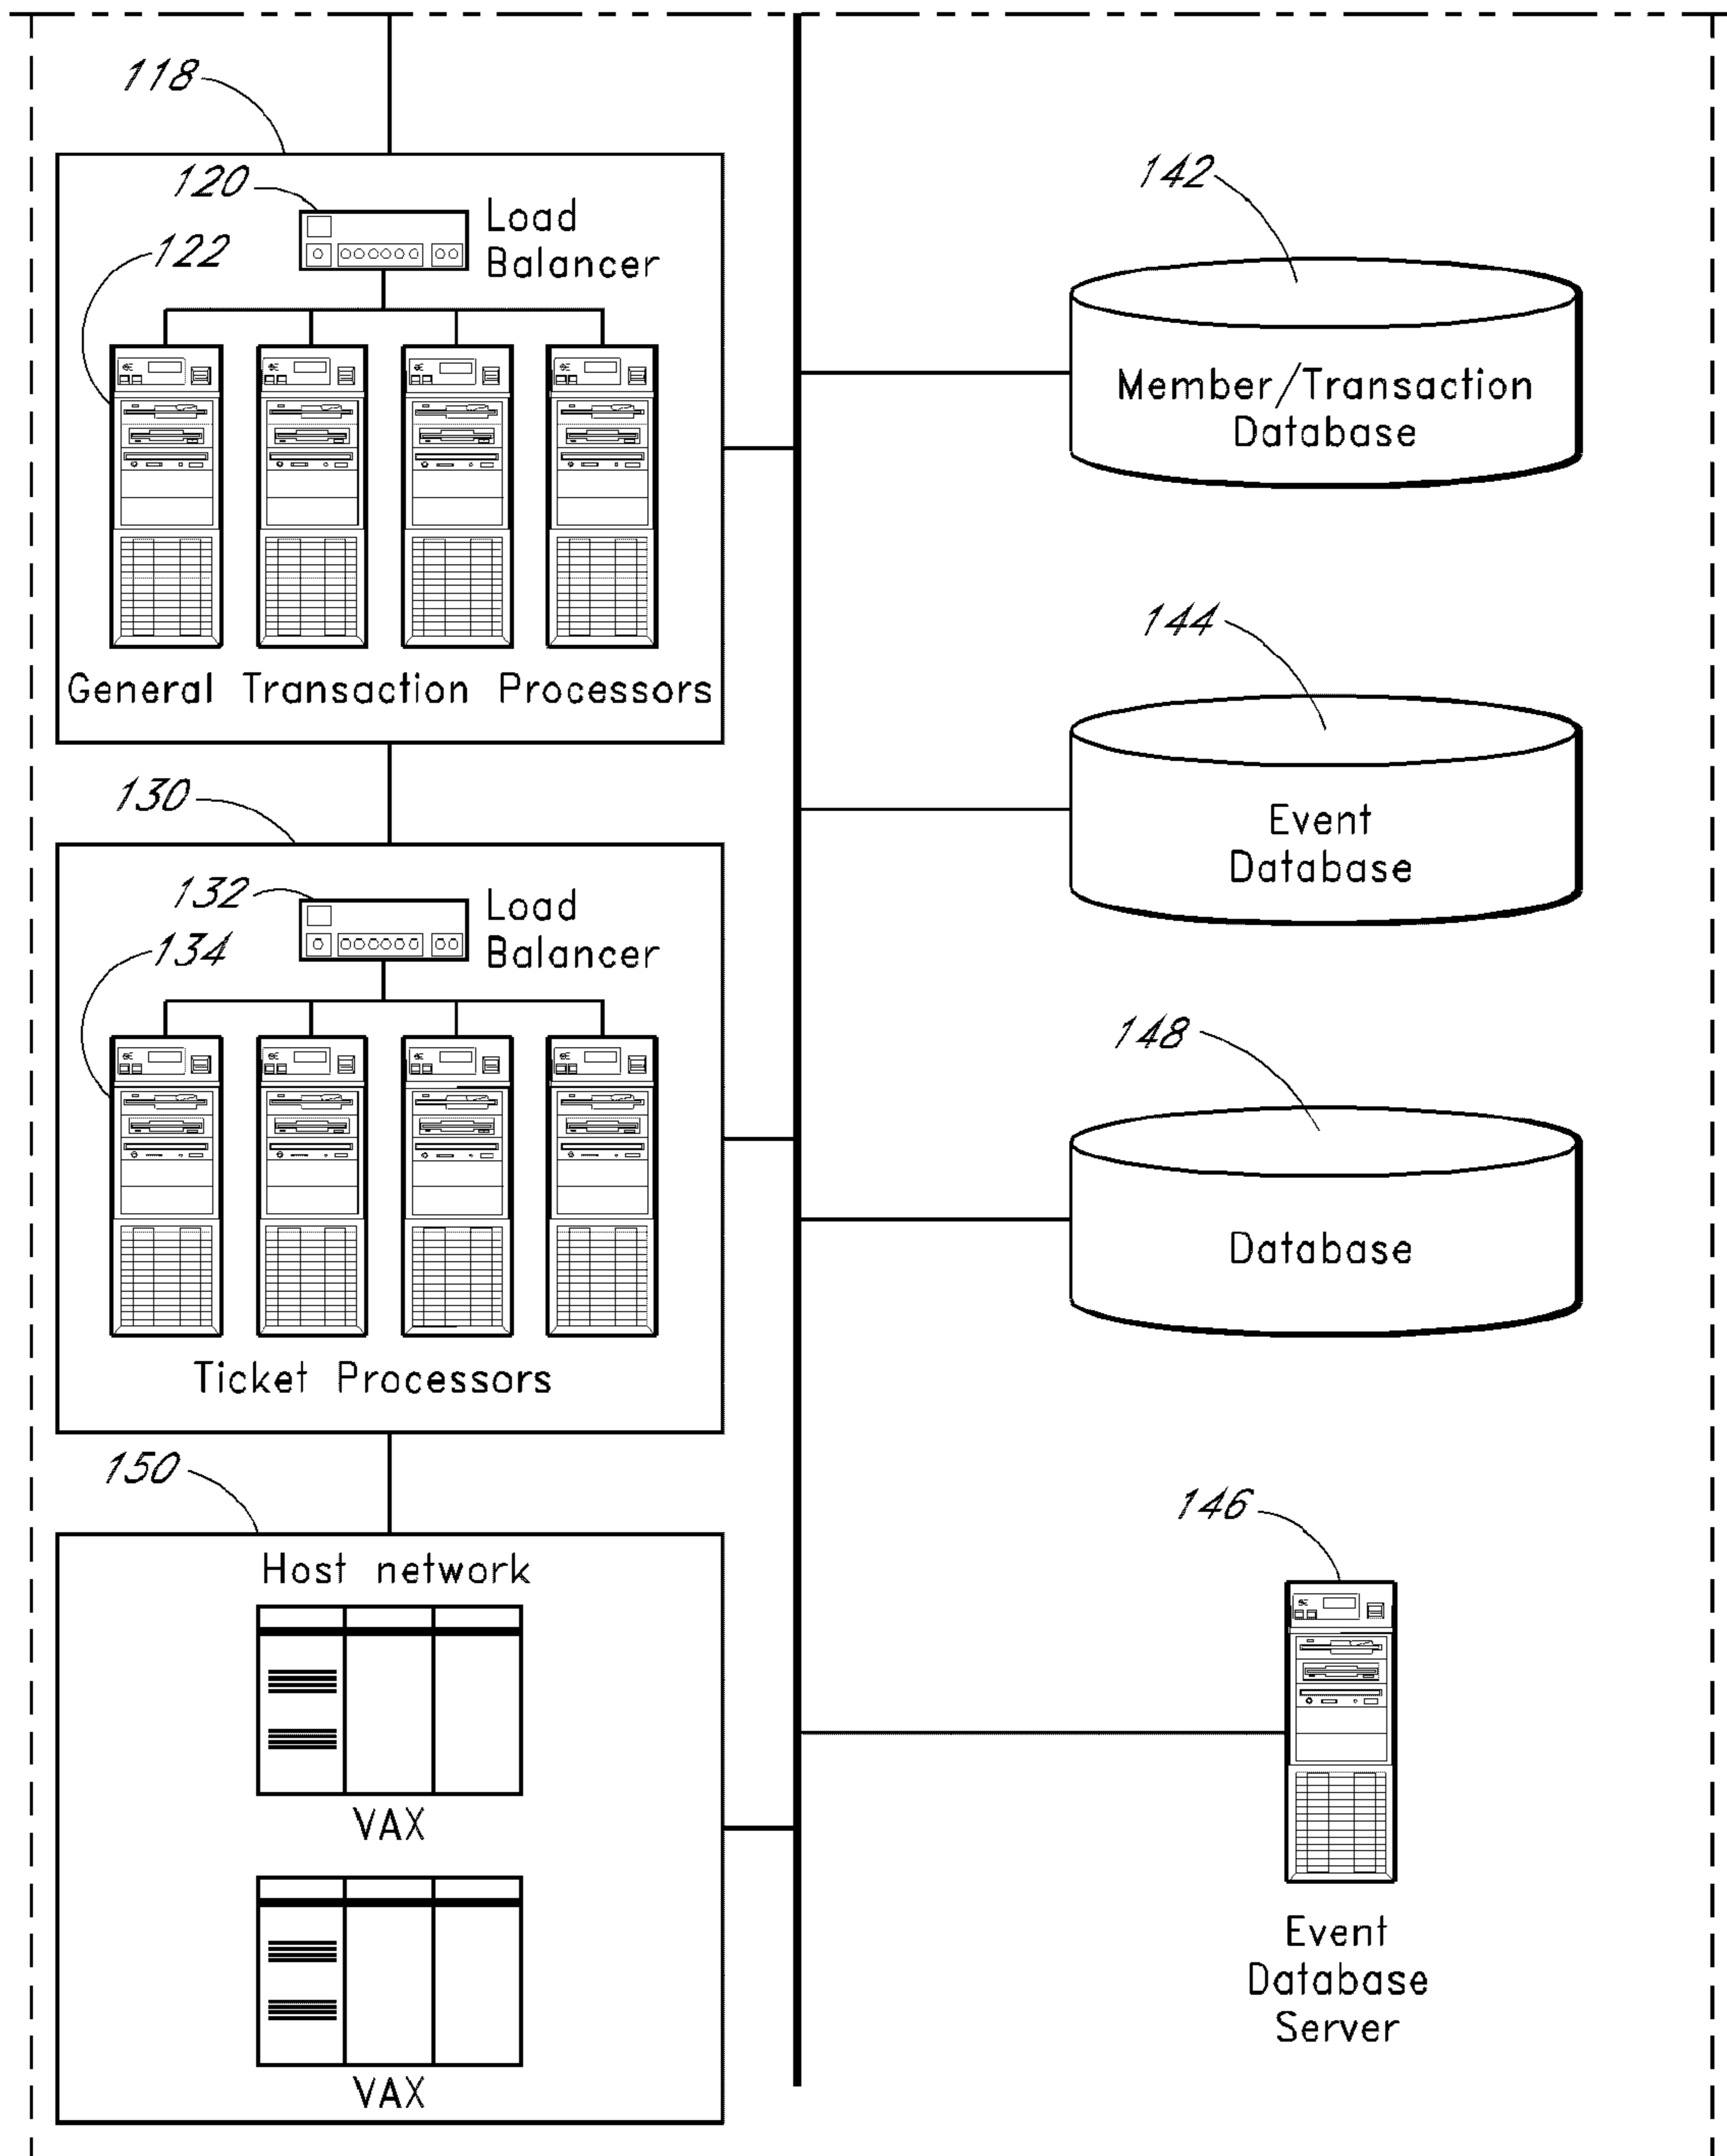 118
120
Load
Balancer
122
General Transaction Processors
130
132
Load
Balancer
134
Ticket Processors
150
Host network
VAX
VAX
142
Member/Transaction
Database
144
Event
Database
148
Database
146
Event
Database
Server